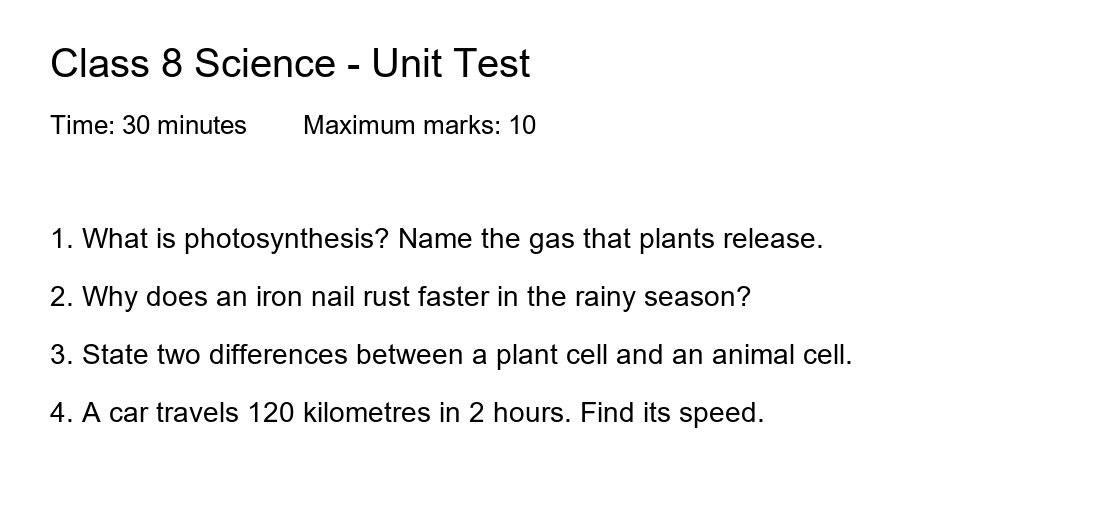 Class 8 Science - Unit Test
Time: 30 minutes Maximum marks: 10
1. What is photosynthesis? Name the gas that plants release.
2. Why does an iron nail rust faster in the rainy season?
3. State two differences between a plant cell and an animal cell.
4. A car travels 120 kilometres in 2 hours. Find its speed.